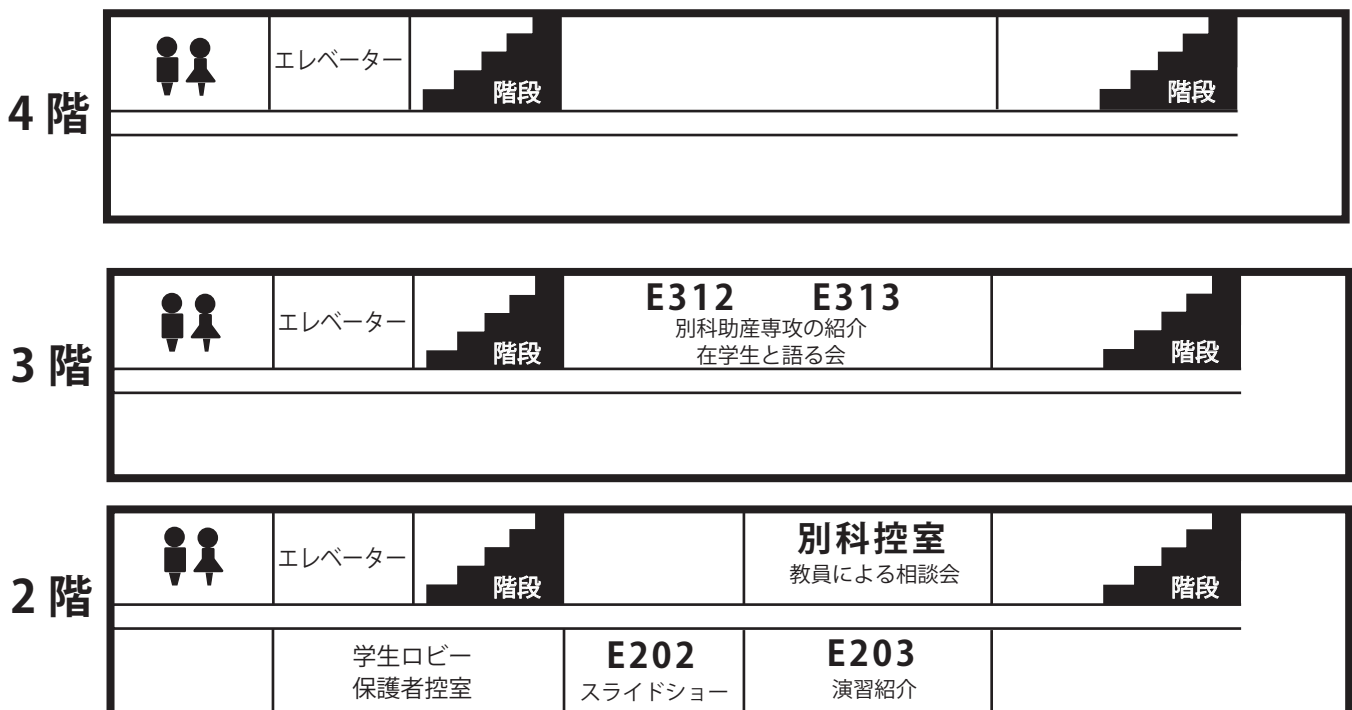 4 階
エレベーター
階段
階段
3 階
エレベーター
階段
E312 E313
別科助産専攻の紹介
在学生と語る会
階段
2 階
エレベーター
階段
別科控室
教員による相談会
階段
学生ロビー
保護者控室
E202
スライドショー
E203
演習紹介